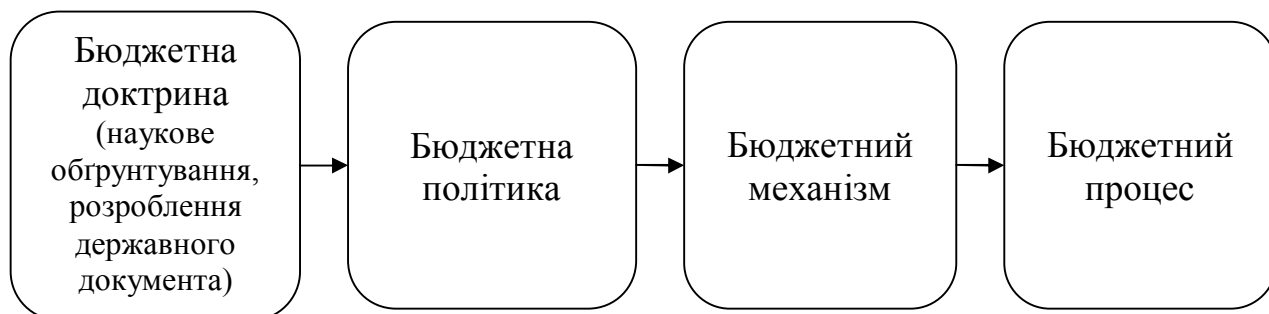 Бюджетна
доктрина
(наукове
обґрунтування,
розроблення
державного
документа)
Бюджетна
політика
Бюджетний
механізм
Бюджетний
процес